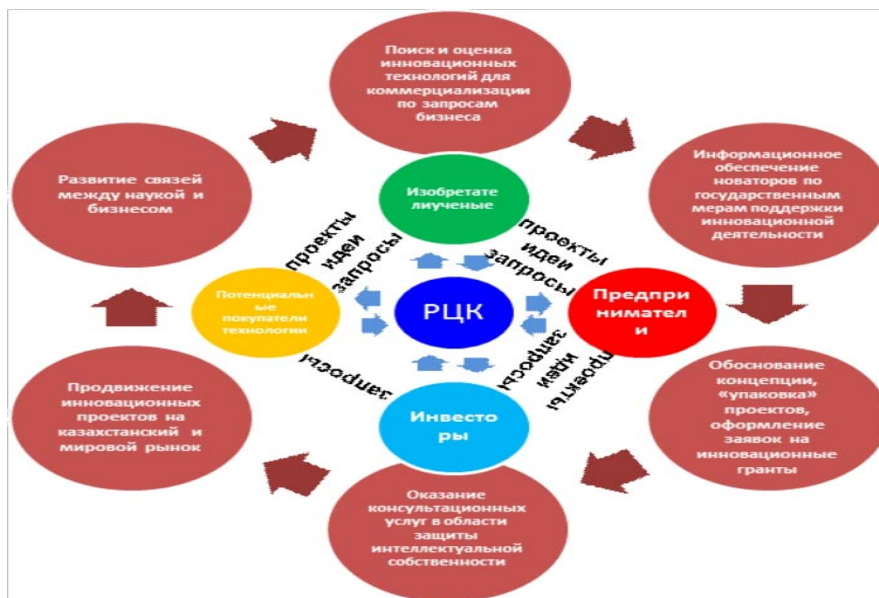 Поиск и оценка
инновационных
технологий для
коммерциализации
по запросам
бизнеса
Развитие связей
между наукой и
бизнесом
Информационное
обеспечение
новаторов по
государственным
мерам поддержки
инновационной
деятельности
Изобретате
лиученые
проекты
идеи
запросы
проекты
идеи
запросы
Потенциальн
ые
покупатели
технологии
РЦК
Предпри
нимател
и
запросы
запросы
идеи
проекты
Инвесто
ры
Продвижение
инновационных
проектов на
казахстанский и
мировой рынок
Обоснование
концепции,
«упаковка»
проектов,
оформление
заявок на
инновационные
гранты
Оказание
консультационных
услуг в области
защиты
интеллектуальной
собственности